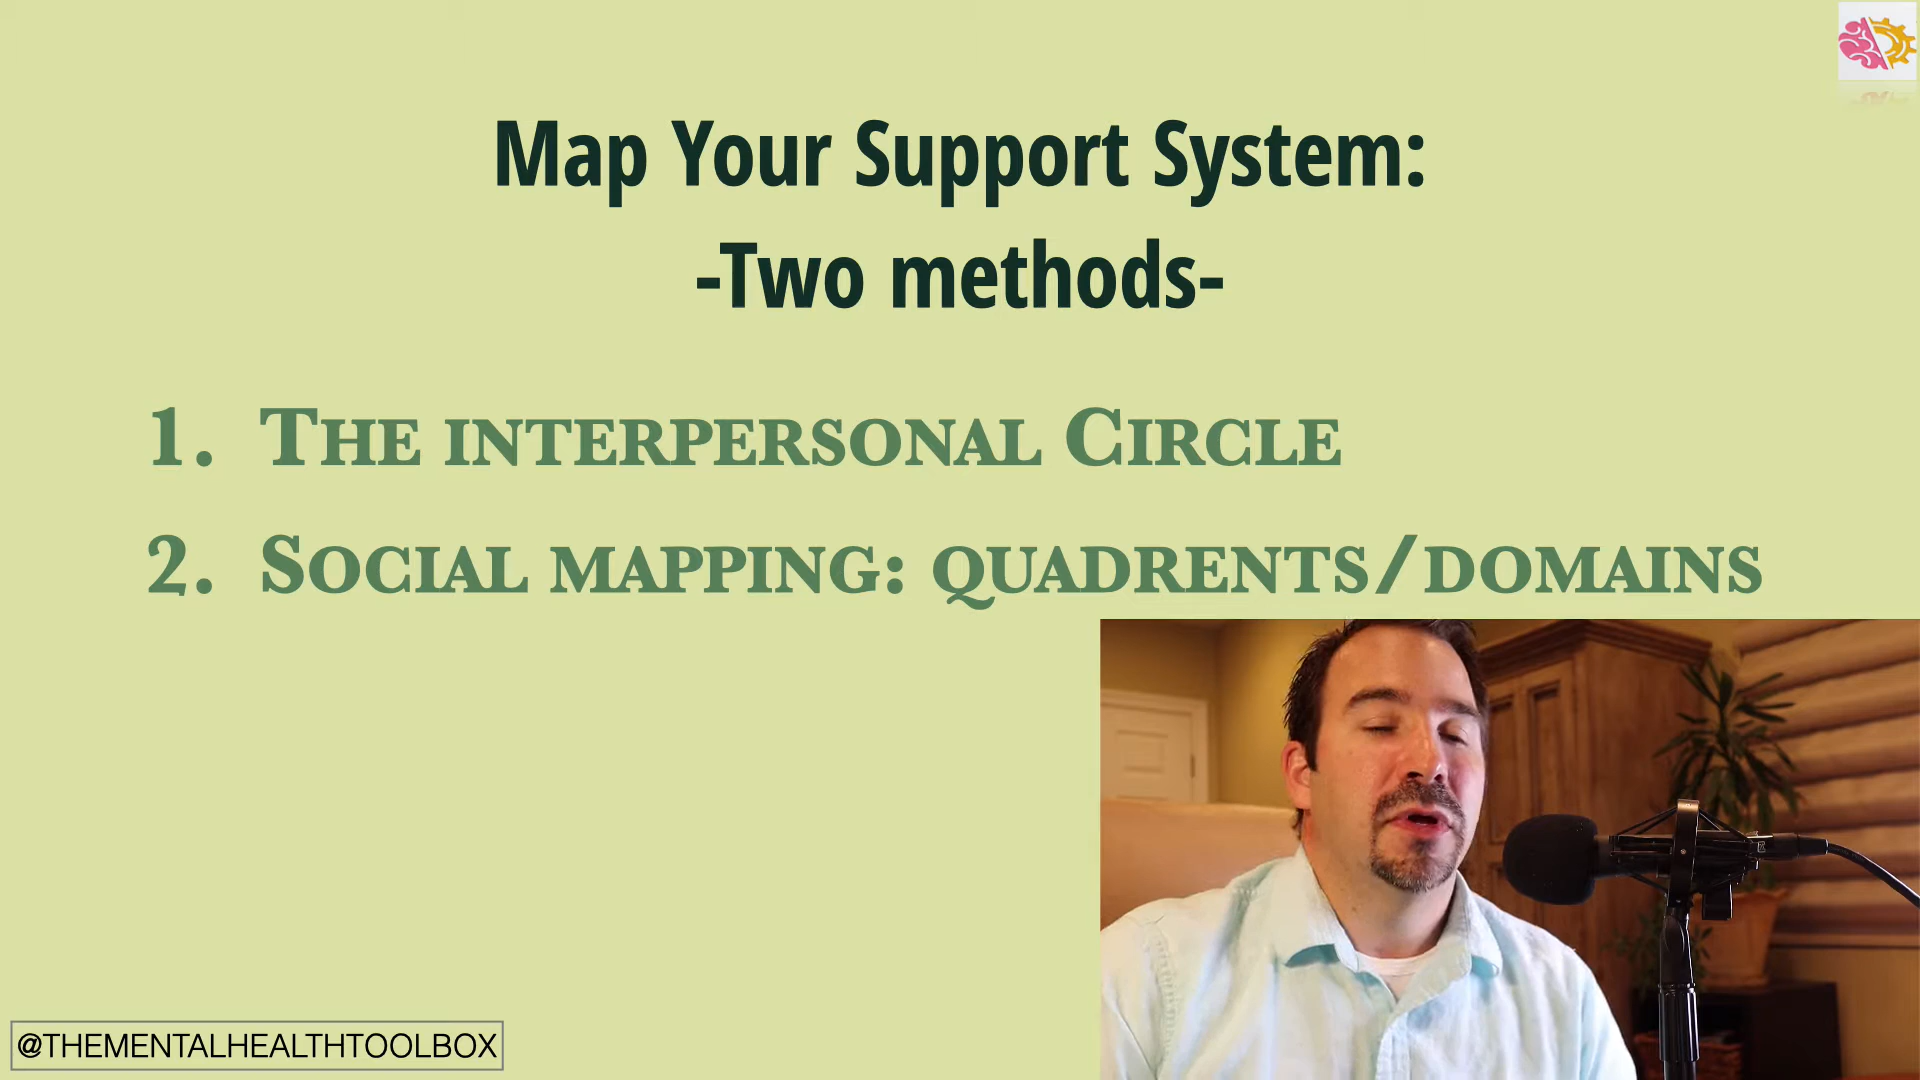 Map Your Support System:
-Two methods-
1. The interpersonal Circle
2. Social mapping: quadrents/domains
@THEMENTALHEALTHTOOLBOX